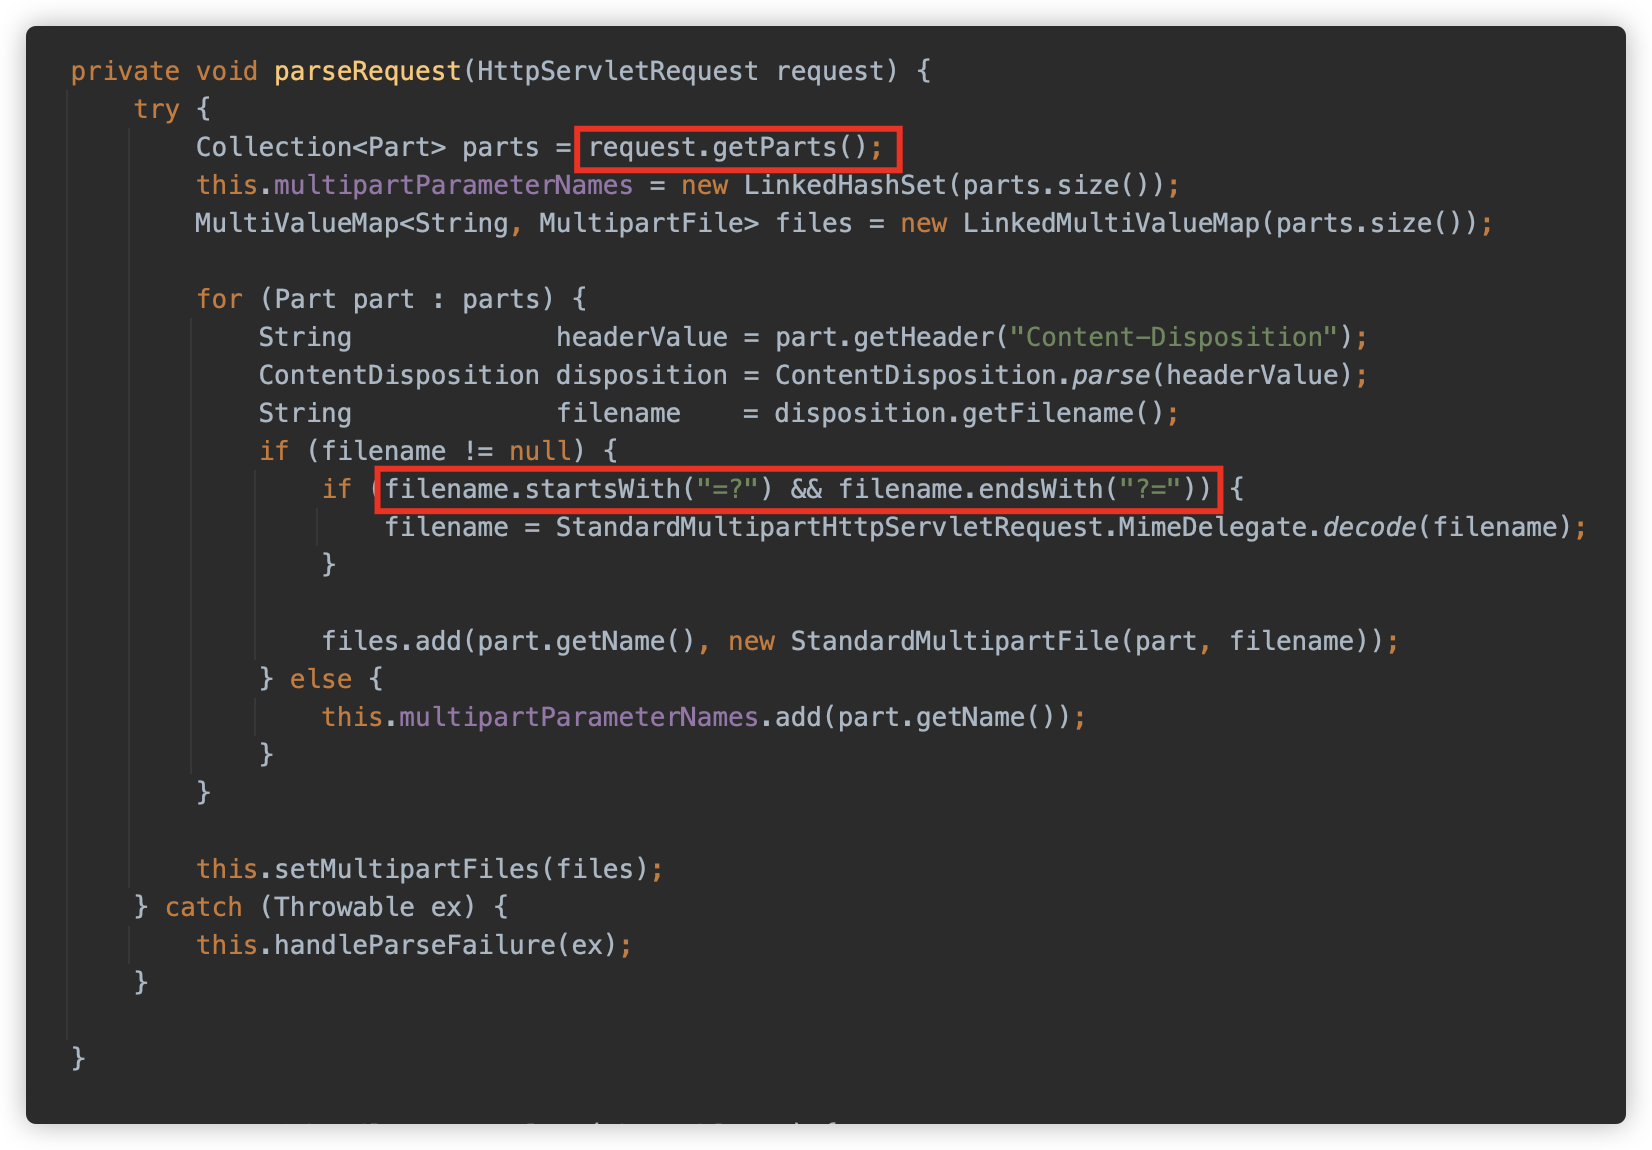 private void parseRequest(HttpServletRequest request) {
    try {
        Collection<Part> parts = request.getParts();
        this.multipartParameterNames = new LinkedHashSet(parts.size());
        MultiValueMap<String, MultipartFile> files = new LinkedMultiValueMap(parts.size());

        for (Part part : parts) {
            String             headerValue = part.getHeader("Content-Disposition");
            ContentDisposition disposition = ContentDisposition.parse(headerValue);
            String             filename    = disposition.getFilename();
            if (filename != null) {
                if (filename.startsWith("=?") && filename.endsWith("?=")) {
                    filename = StandardMultipartHttpServletRequest.MimeDelegate.decode(filename);
                }

                files.add(part.getName(), new StandardMultipartFile(part, filename));
            } else {
                this.multipartParameterNames.add(part.getName());
            }
        }

        this.setMultipartFiles(files);
    } catch (Throwable ex) {
        this.handleParseFailure(ex);
    }

}